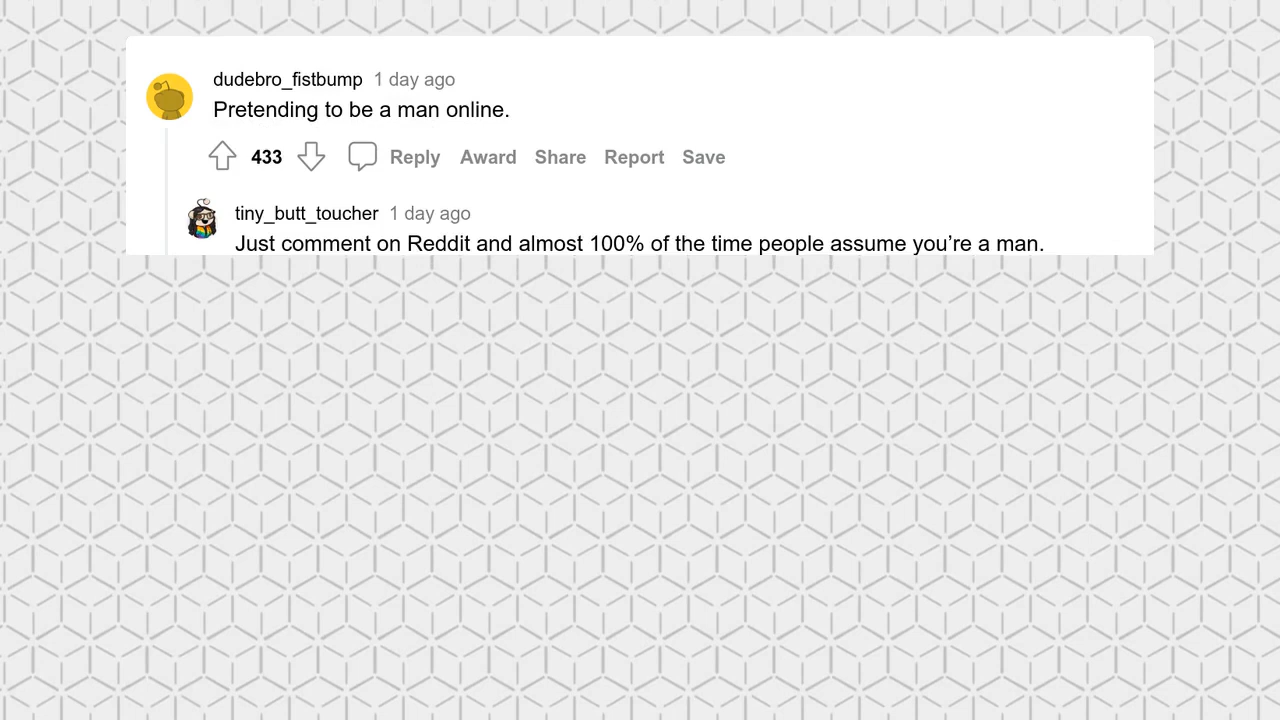 dudebro_fistbump 1 day ago
Pretending to be a man online.
433 Reply Award Share Report Save
tiny_butt_toucher 1 day ago
Just comment on Reddit and almost 100% of the time people assume you’re a man.